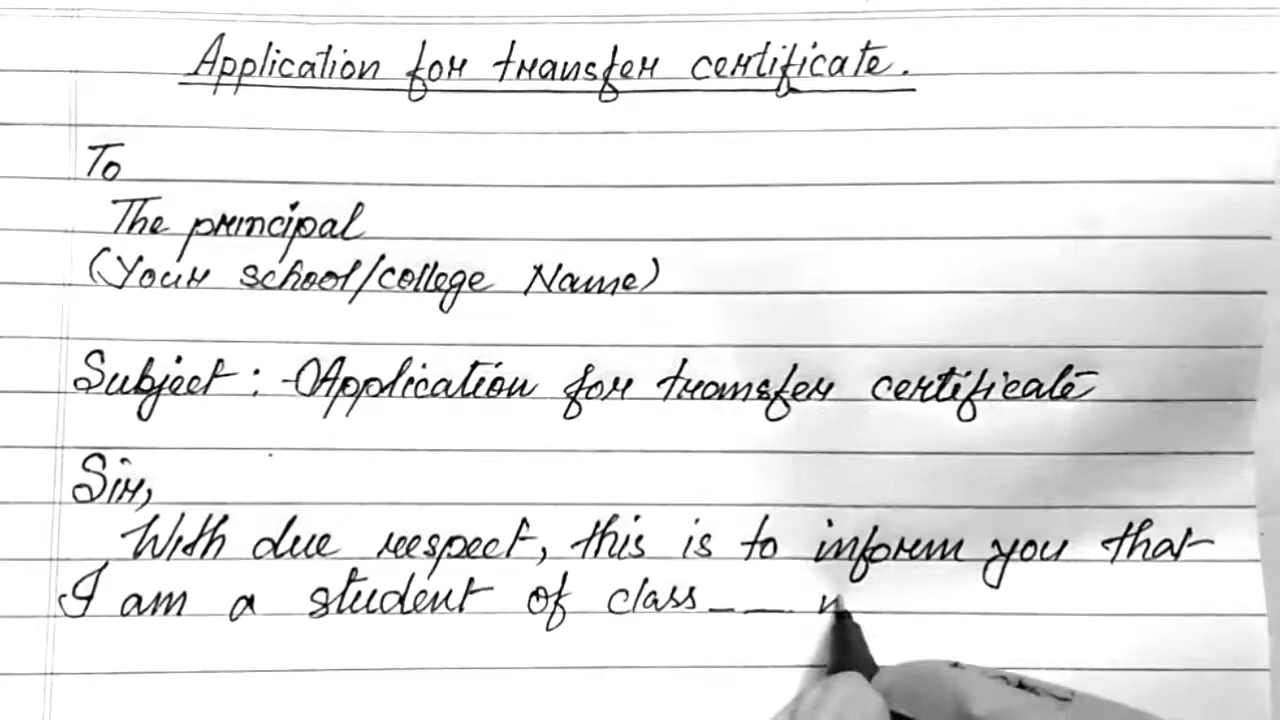 Application for transfer certificate.
To
The principal
(Your school/college Name)
Subject: -Application for transfer certificate
Sir,
With due respect, this is to inform you that
I am a student of class_ __